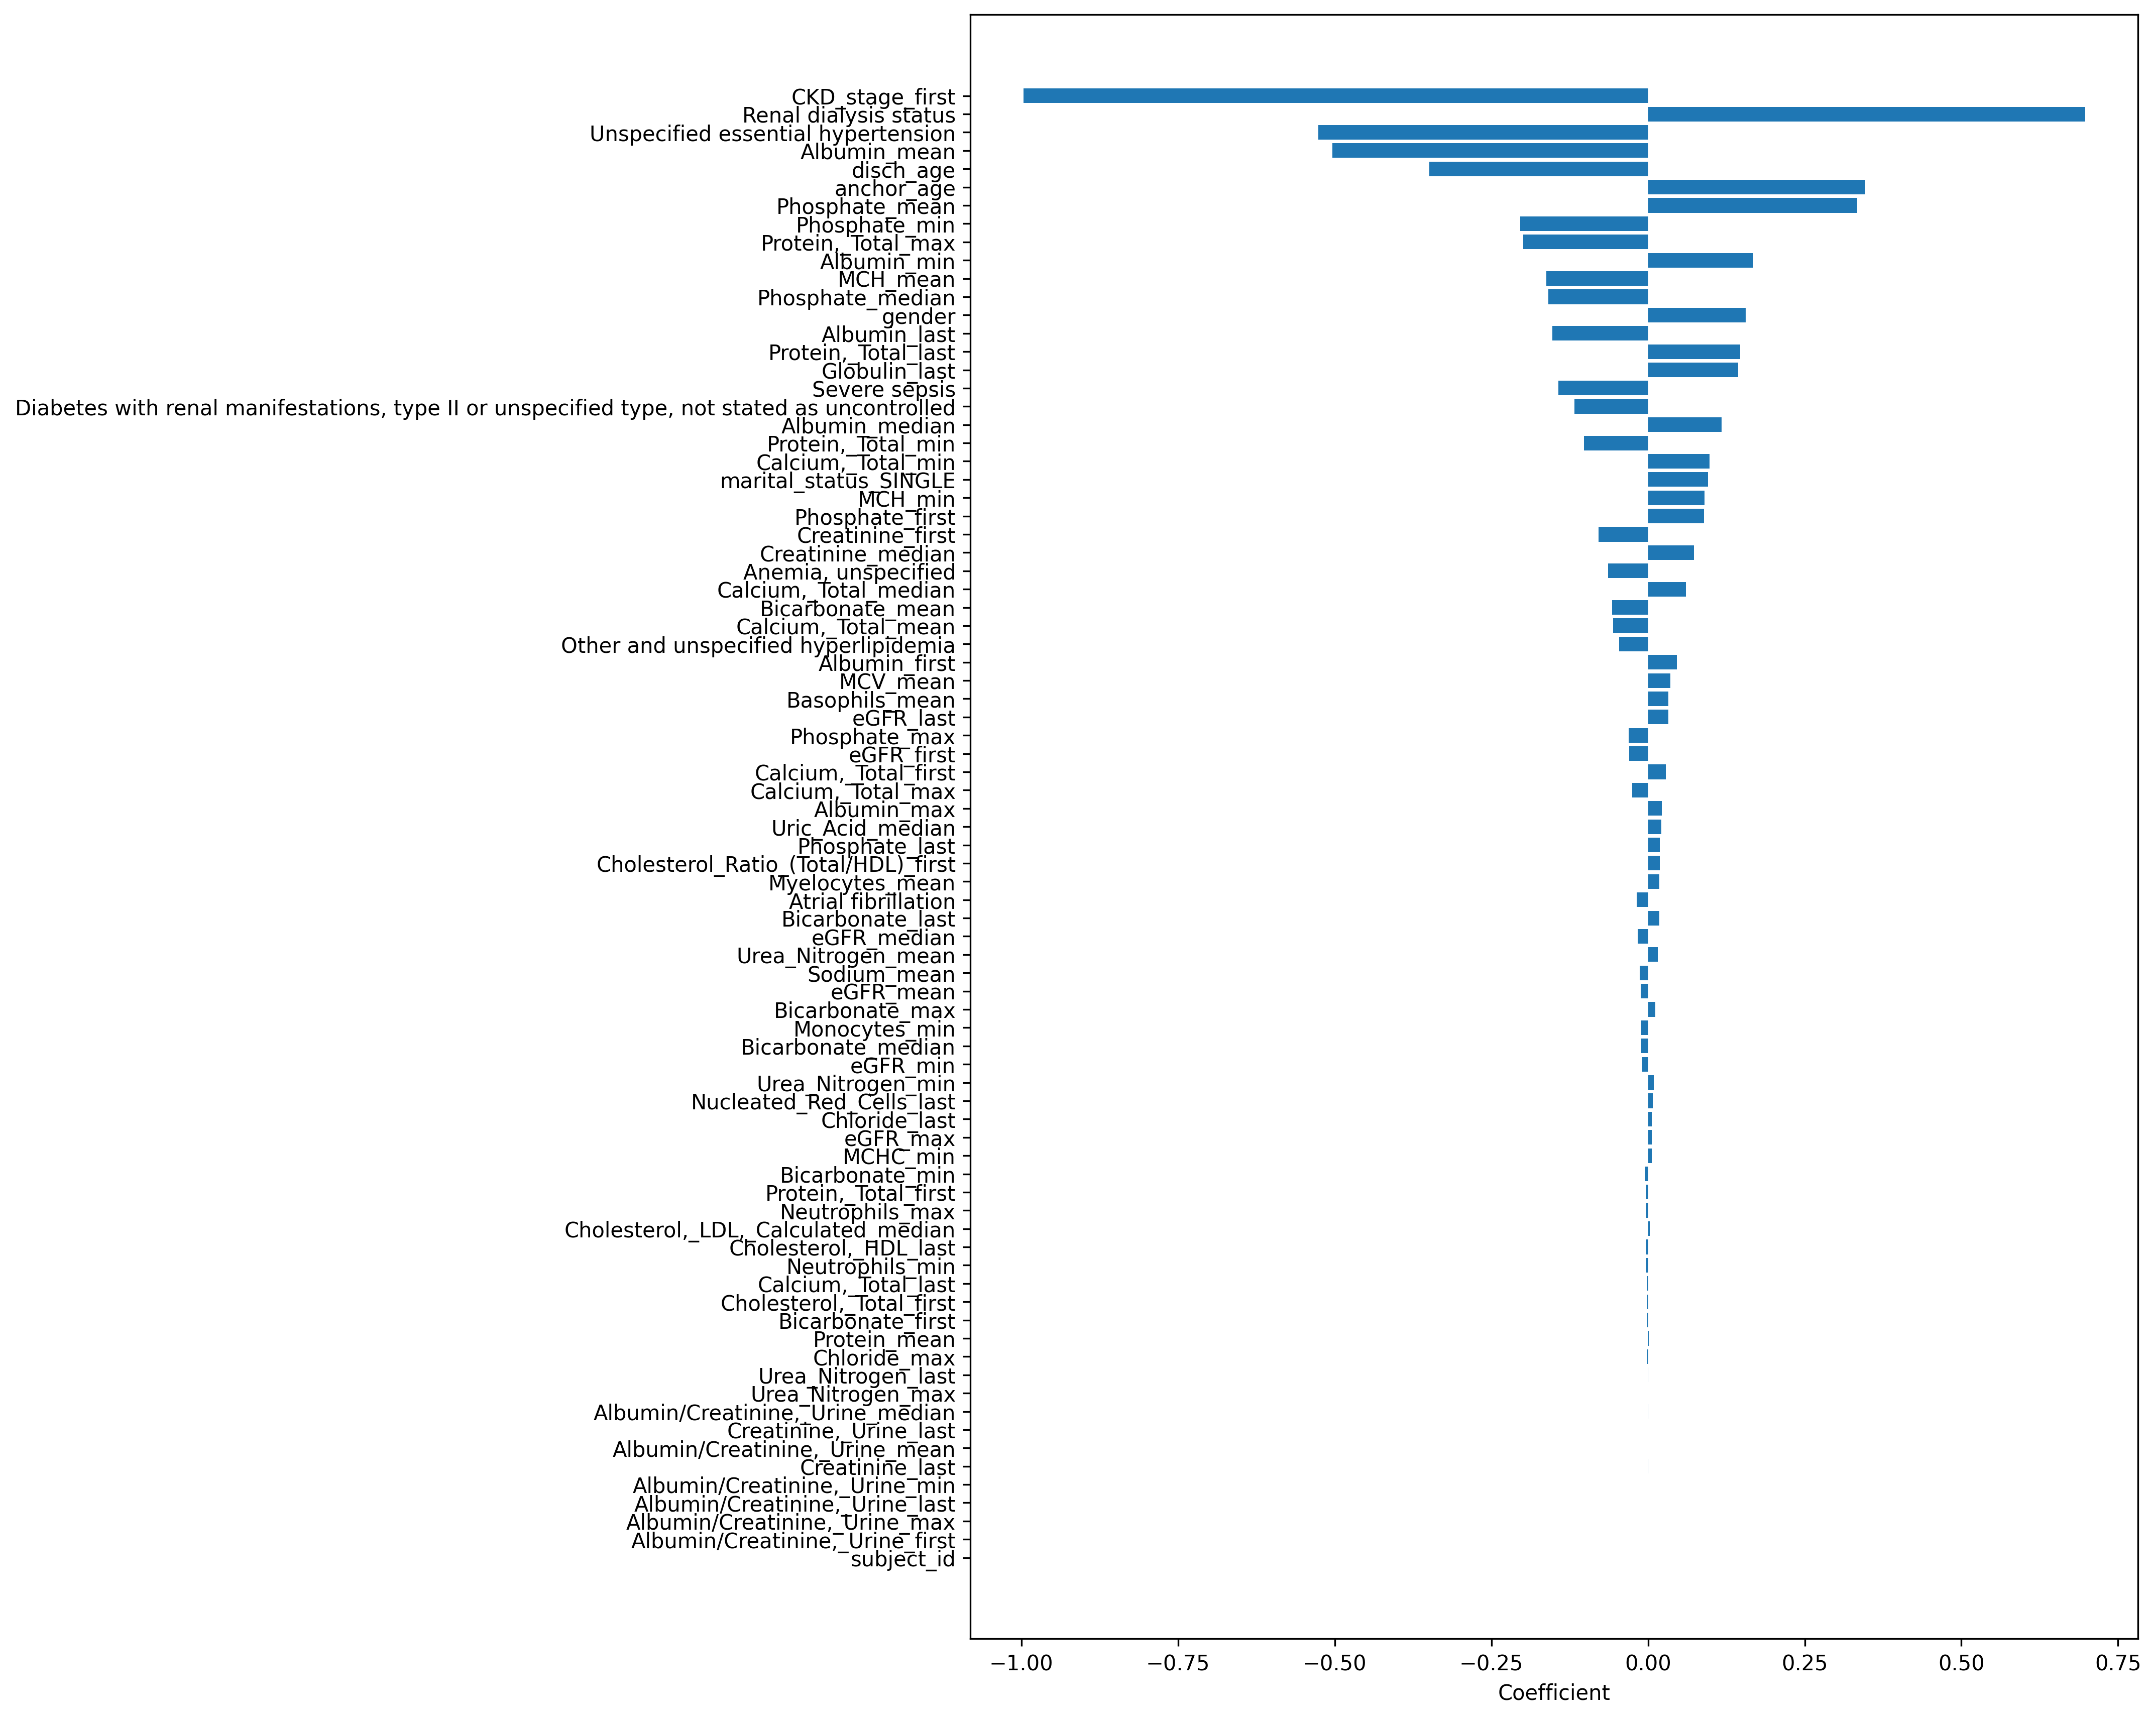 CKD_stage_first
Renal dialysis status
Unspecified essential hypertension
Albumin_mean
disch_age
anchor_age
Phosphate_mean
Phosphate_min
Protein,_Total_max
Albumin_min
MCH_mean
Phosphate_median
gender
Albumin_last
Protein,_Total_last
Globulin_last
Severe sepsis
Diabetes with renal manifestations, type II or unspecified type, not stated as uncontrolled
Albumin_median
Protein,_Total_min
Calcium,_Total_min
marital_status_SINGLE
MCH_min
Phosphate_first
Creatinine_first
Creatinine_median
Anemia, unspecified
Calcium,_Total_median
Bicarbonate_mean
Calcium,_Total_mean
Other and unspecified hyperlipidemia
Albumin_first
MCV_mean
Basophils_mean
eGFR_last
Phosphate_max
eGFR_first
Calcium,_Total_first
Calcium,_Total_max
Albumin_max
Uric_Acid_median
Phosphate_last
Cholesterol_Ratio_(Total/HDL)_first
Myelocytes_mean
Atrial fibrillation
Bicarbonate_last
eGFR_median
Urea_Nitrogen_mean
Sodium_mean
eGFR_mean
Bicarbonate_max
Monocytes_min
Bicarbonate_median
eGFR_min
Urea_Nitrogen_min
Nucleated_Red_Cells_last
Chloride_last
eGFR_max
MCHC_min
Bicarbonate_min
Protein,_Total_first
Neutrophils_max
Cholesterol,_LDL,_Calculated_median
Cholesterol,_HDL_last
Neutrophils_min
Calcium,_Total_last
Cholesterol,_Total_first
Bicarbonate_first
Protein_mean
Chloride_max
Urea_Nitrogen_last
Urea_Nitrogen_max
Albumin/Creatinine,_Urine_median
Creatinine,_Urine_last
Albumin/Creatinine,_Urine_mean
Creatinine_last
Albumin/Creatinine,_Urine_min
Albumin/Creatinine,_Urine_last
Albumin/Creatinine,_Urine_max
Albumin/Creatinine,_Urine_first
subject_id
−1.00 −0.75 −0.50 −0.25 0.00 0.25 0.50 0.75
Coefficient